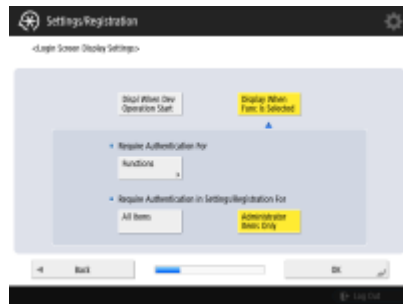 Settings/Registration
<Login Screen Display Settings>
Displ When Dev
Operation Start
Display When
Func Is Selected
Require Authentication For
Functions
Require Authentication in Settings/Registration For
All Items
Administrator
Items Only
Back
OK
Log Out